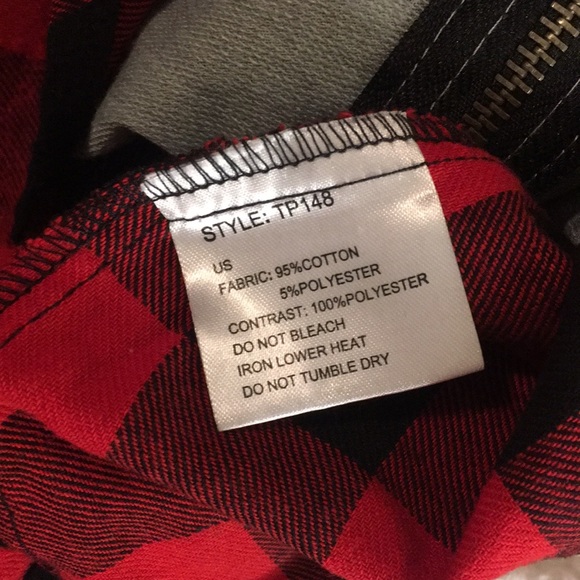 STYLE: TP148
US
FABRIC: 95%COTTON
5%POLYESTER
CONTRAST: 100%POLYESTER
DO NOT BLEACH
IRON LOWER HEAT
DO NOT TUMBLE DRY